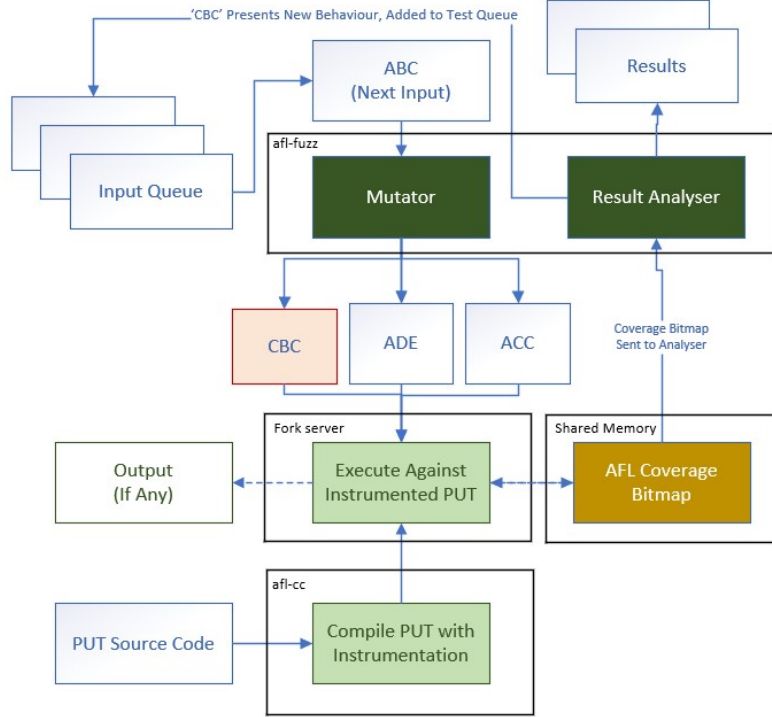 ‘CBC’ Presents New Behaviour, Added to Test Queue
ABC
(Next Input)
Results
Input Queue
afl-fuzz
Mutator
Result Analyser
CBC
ADE
ACC
Coverage Bitmap
Sent to Analyser
Fork server
Shared Memory
Output
(If Any)
Execute Against
Instrumented PUT
AFL Coverage
Bitmap
afl-cc
PUT Source Code
Compile PUT with
Instrumentation